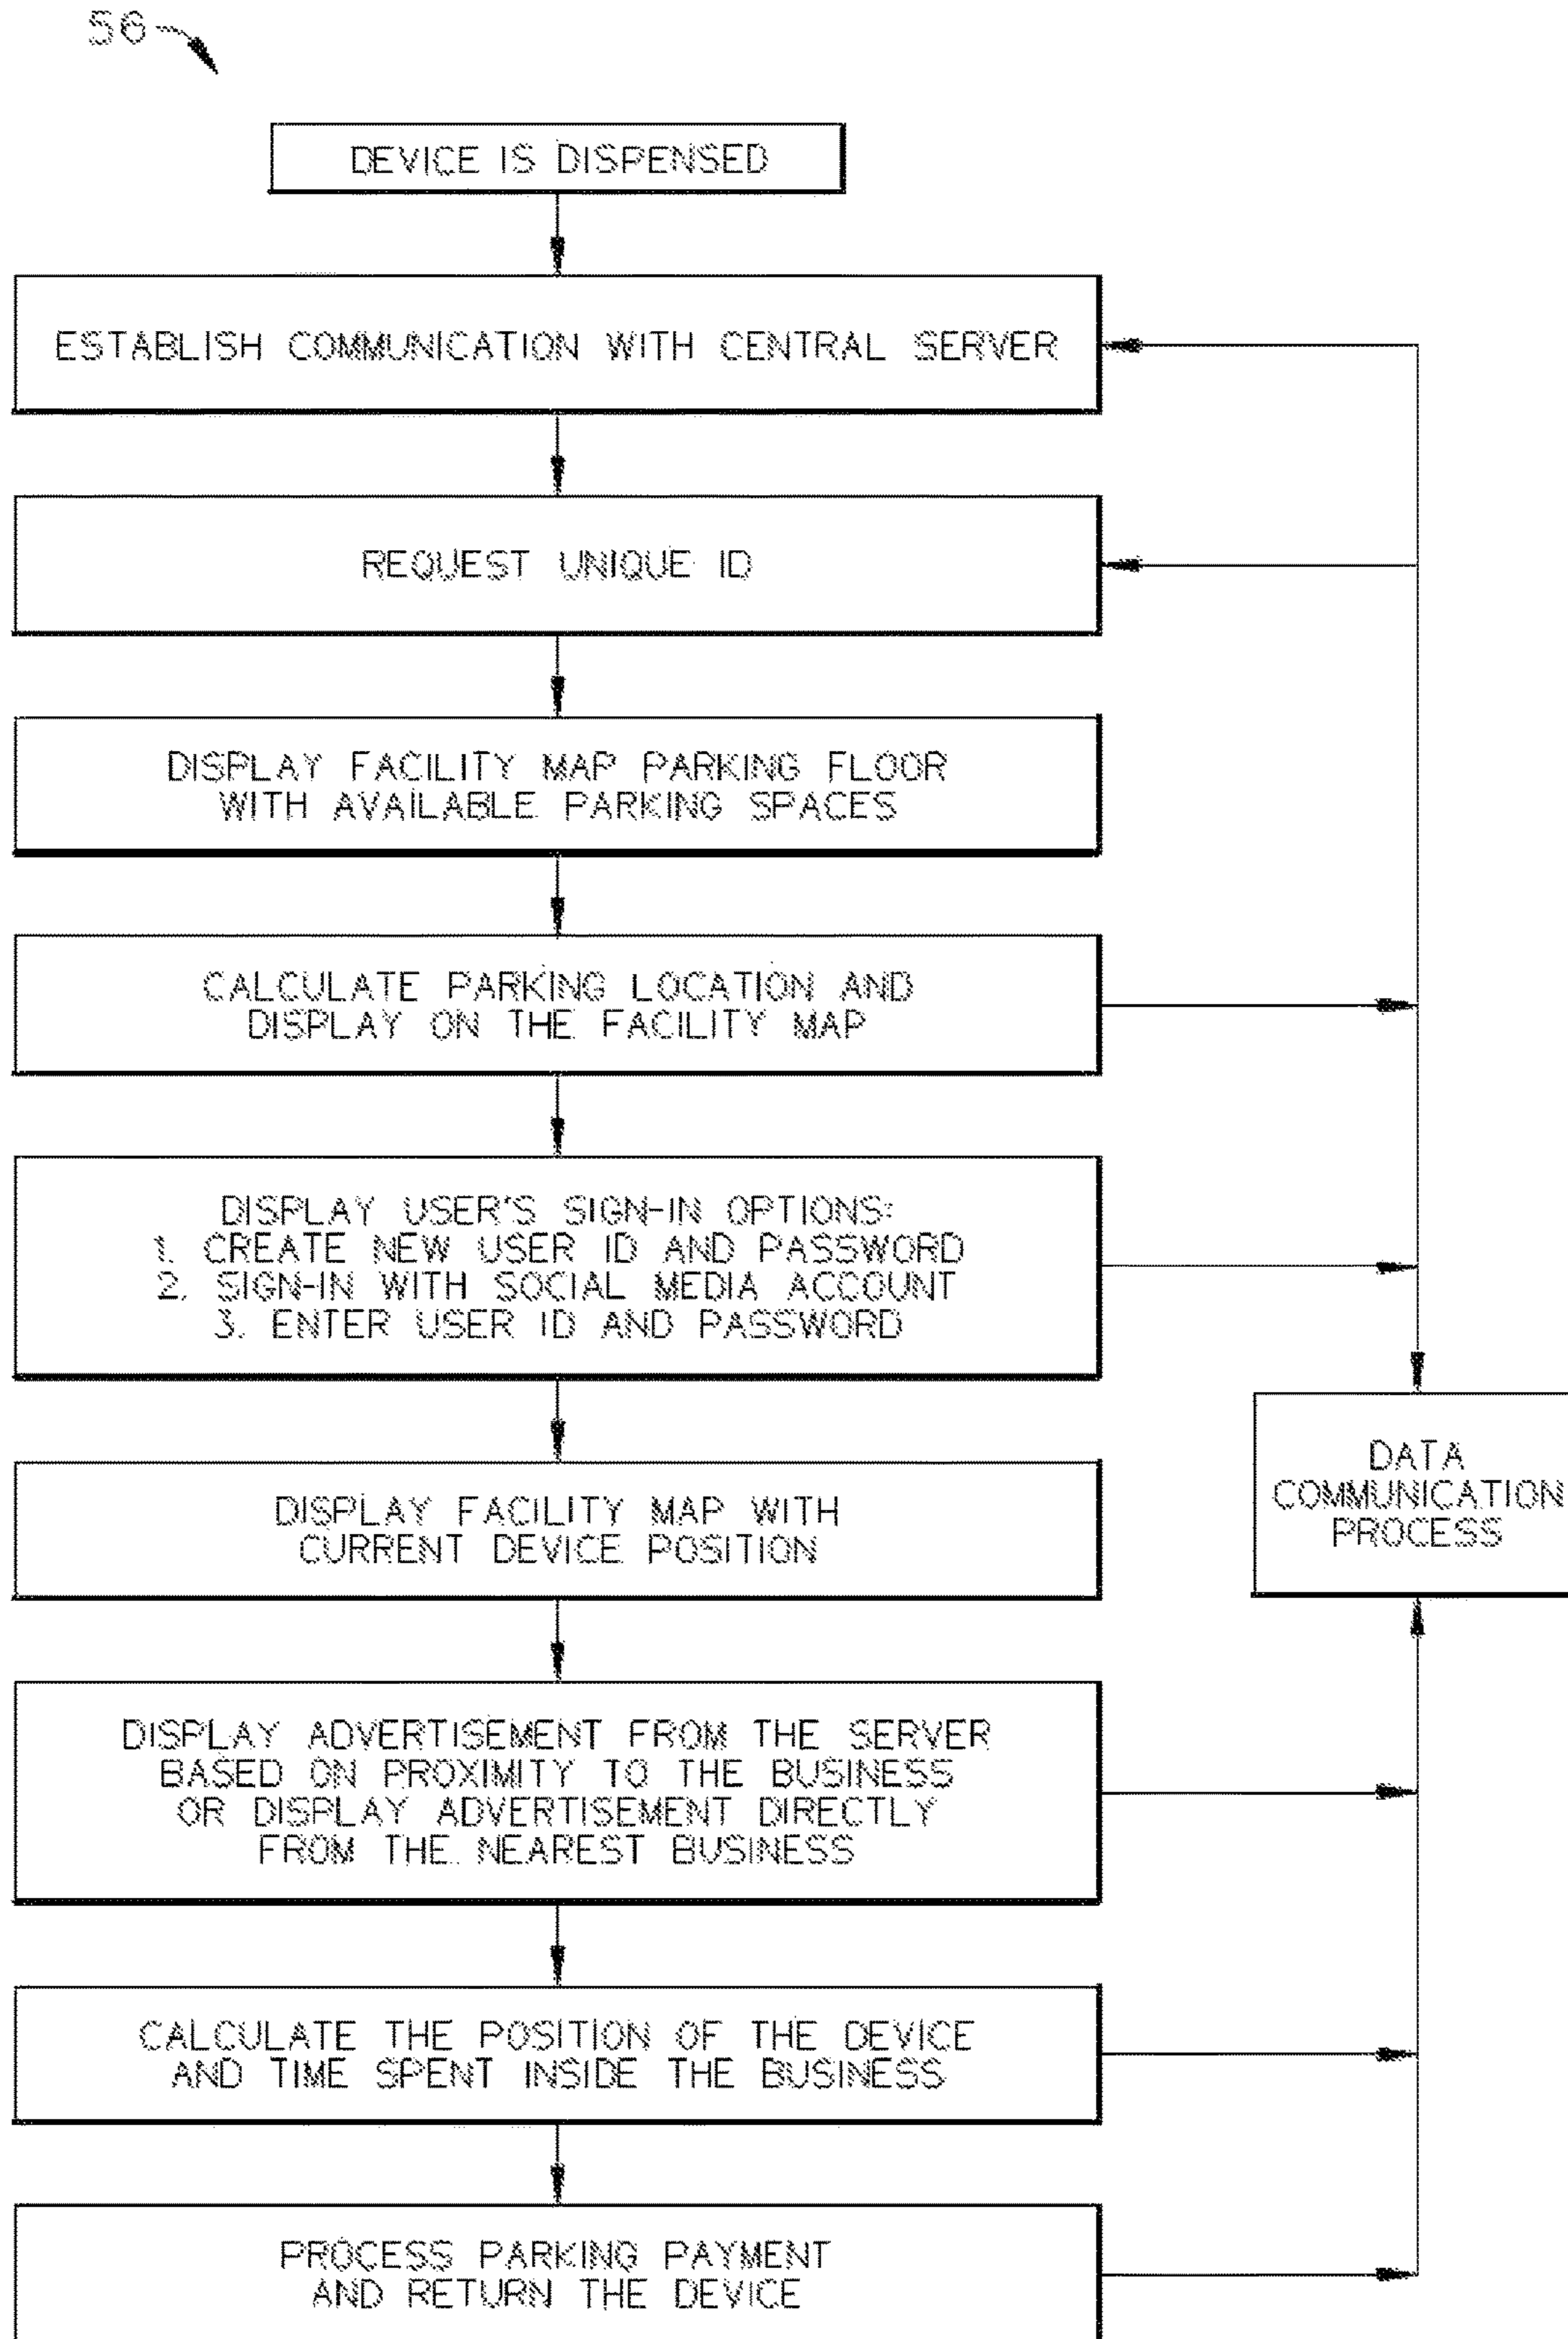 56
DEVICE IS DISPENSED
ESTABLISH COMMUNICATION WITH CENTRAL SERVER
REQUEST UNIQUE ID
DISPLAY FACILITY MAP PARKING FLOOR
WITH AVAILABLE PARKING SPACES
CALCULATE PARKING LOCATION AND
DISPLAY ON THE FACILITY MAP
DISPLAY USER'S SIGN-IN OPTIONS:
1. CREATE NEW USER ID AND PASSWORD
2. SIGN-IN WITH SOCIAL MEDIA ACCOUNT
3. ENTER USER ID AND PASSWORD
DISPLAY FACILITY MAP WITH
CURRENT DEVICE POSITION
DATA
COMMUNICATION
PROCESS
DISPLAY ADVERTISEMENT FROM THE SERVER
BASED ON PROXIMITY TO THE BUSINESS
OR DISPLAY ADVERTISEMENT DIRECTLY
FROM THE NEAREST BUSINESS
CALCULATE THE POSITION OF THE DEVICE
AND TIME SPENT INSIDE THE BUSINESS
PROCESS PARKING PAYMENT
AND RETURN THE DEVICE